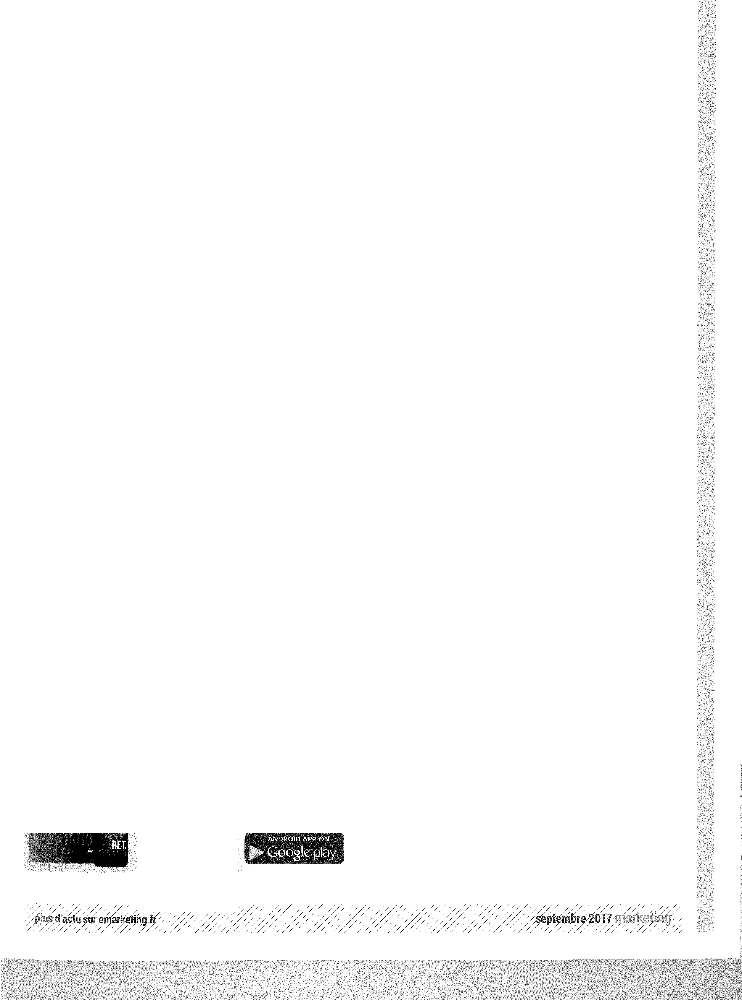 RET
ANDROID APP ON
Google play
plus d'actu sur emarketing.fr
septembre 2017 marketing